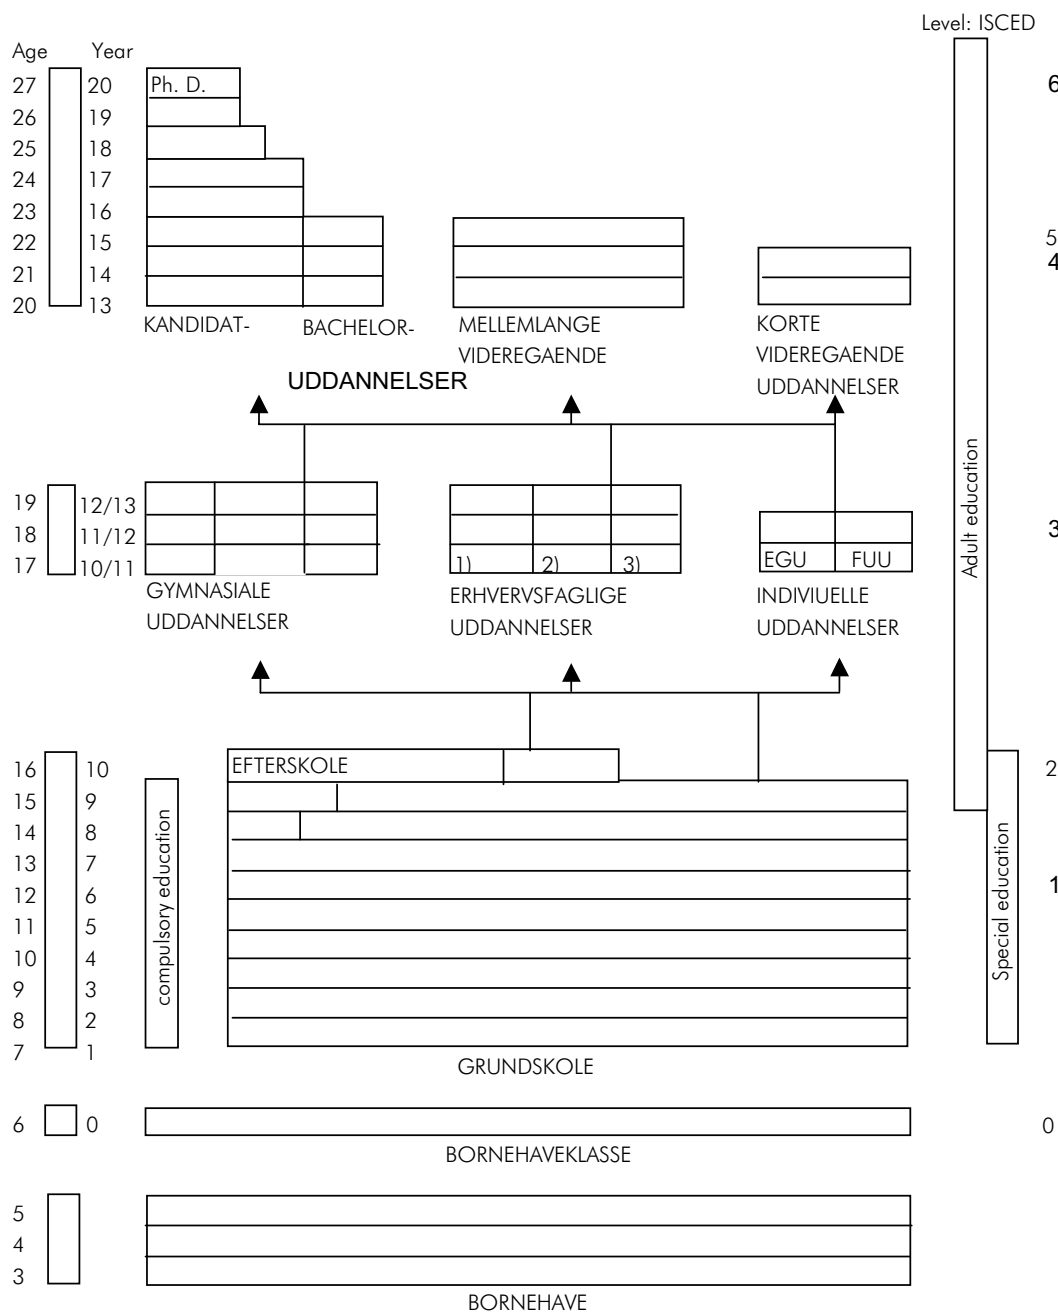 Level: ISCED
Age Year
27 20 Ph. D. 6
26 19
25 18
24 17
23 16
22 15 5
21 14 4
20 13
KANDIDAT- BACHELOR- MELLEMLANGE KORTE
VIDEREGAENDE VIDEREGAENDE
UDDANNELSER UDDANNELSER
Adult education
19 12/13
18 11/12 3
17 10/11 1) 2) 3) EGU FUU
GYMNASIALE ERHVERVSFAGLIGE INDIVIUELLE
UDDANNELSER UDDANNELSER UDDANNELSER
16 10 EFTERSKOLE 2
15 9
14 8
13 7
12 6 1
11 5
10 4
9 3
8 2
7 1
compulsory education
Special education
GRUNDSKOLE
6 0 0
BORNEHAVEKLASSE
5
4
3
BORNEHAVE